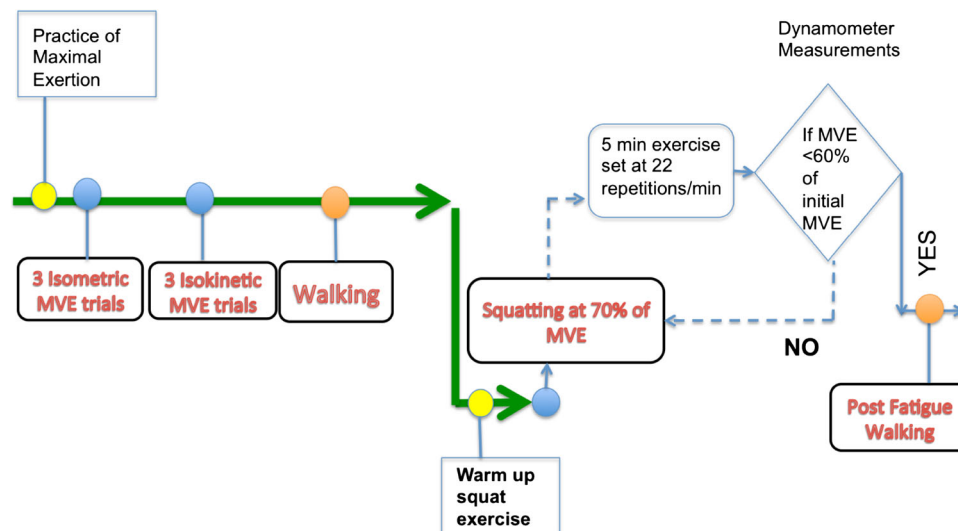 Practice of
Maximal
Exertion
3 Isometric
MVE trials
3 Isokinetic
MVE trials
Walking
Warm up
squat
exercise
Squatting at 70% of
MVE
5 min exercise
set at 22
repetitions/min
Dynamometer
Measurements
If MVE
<60%
of
initial
MVE
NO
YES
Post Fatigue
Walking